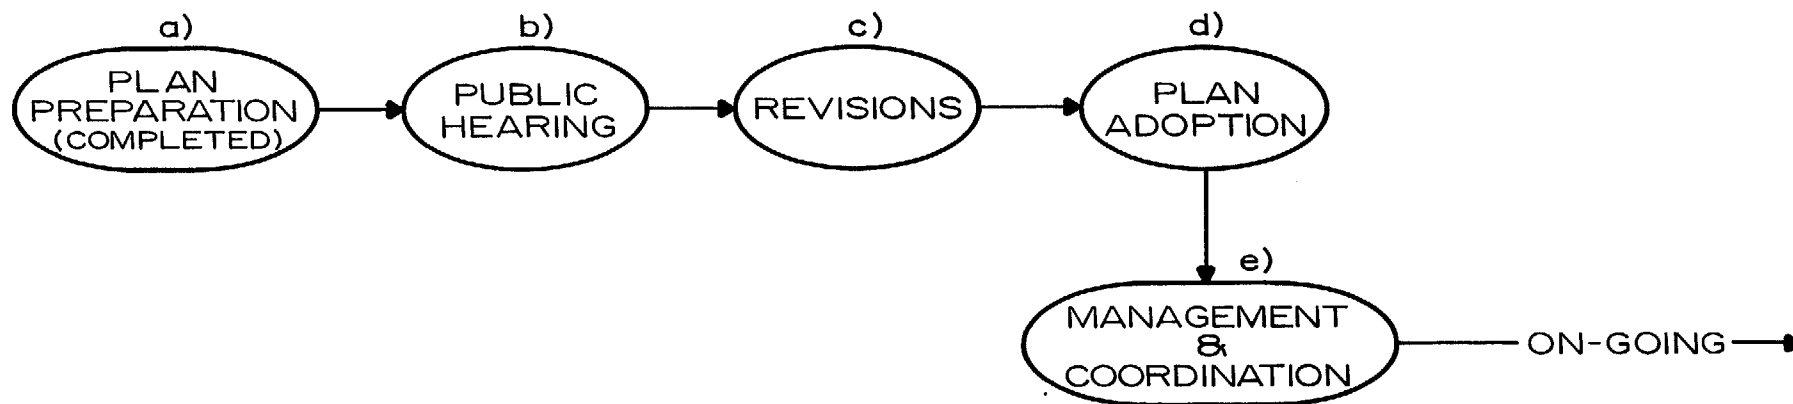 a)
PLAN
PREPARATION
(COMPLETED)
b)
PUBLIC
HEARING
c)
REVISIONS
d)
PLAN
ADOPTION
e)
MANAGEMENT
&
COORDINATION
ON-GOING